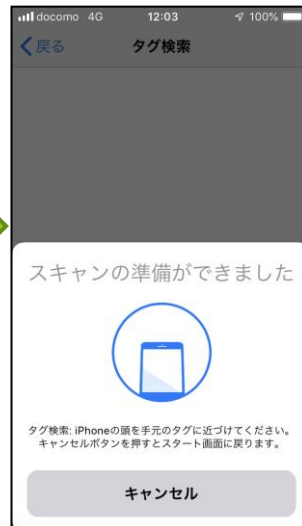 docomo 4G 12:03 100%
戻る タグ検索
スキャンの準備ができました
タグ検索: iPhoneの頭を手元のタグに近づけてください。
キャンセルボタンを押すとスタート画面に戻ります。
キャンセル